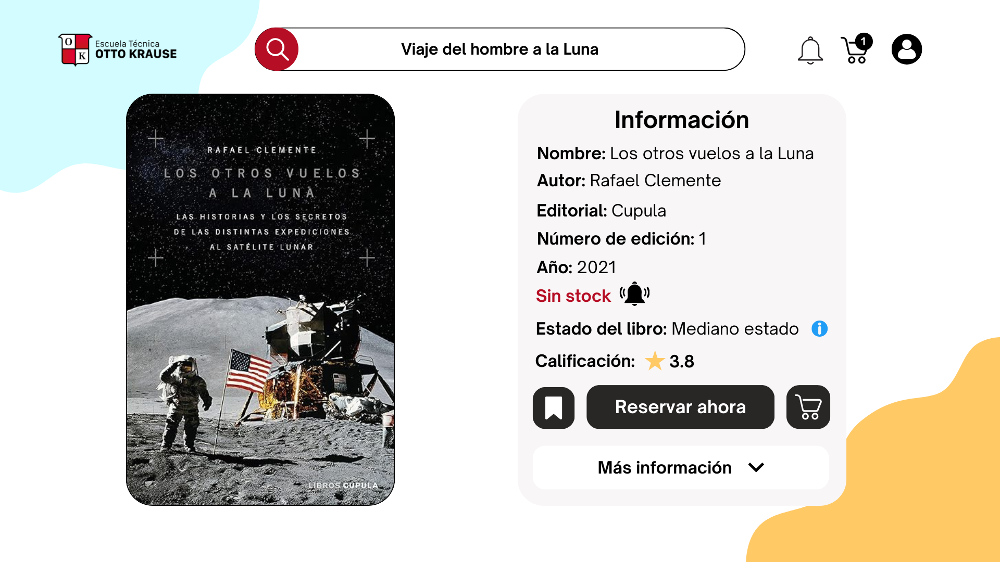 O
K
Escuela Técnica
OTTO KRAUSE
Viaje del hombre a la Luna
1
RAFAEL CLEMENTE
LOS OTROS VUELOS
A LA LUNA
LAS HISTORIAS Y LOS SECRETOS
DE LAS DISTINTAS EXPEDICIONES
AL SATÉLITE LUNAR
LIBROS CÚPULA
Información
Nombre: Los otros vuelos a la Luna
Autor: Rafael Clemente
Editorial: Cupula
Número de edición: 1
Año: 2021
Sin stock
Estado del libro: Mediano estado
Calificación: 3.8
Reservar ahora
Más información